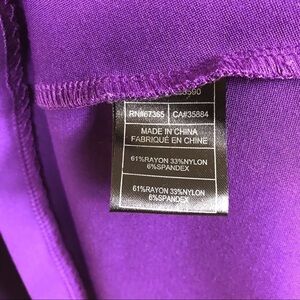 RN#67365 CA#35884
MADE IN CHINA
FABRIQUÉ EN CHINE
61%RAYON 33%NYLON
6%SPANDEX
61%RAYON 33%NYLON
6%SPANDEX